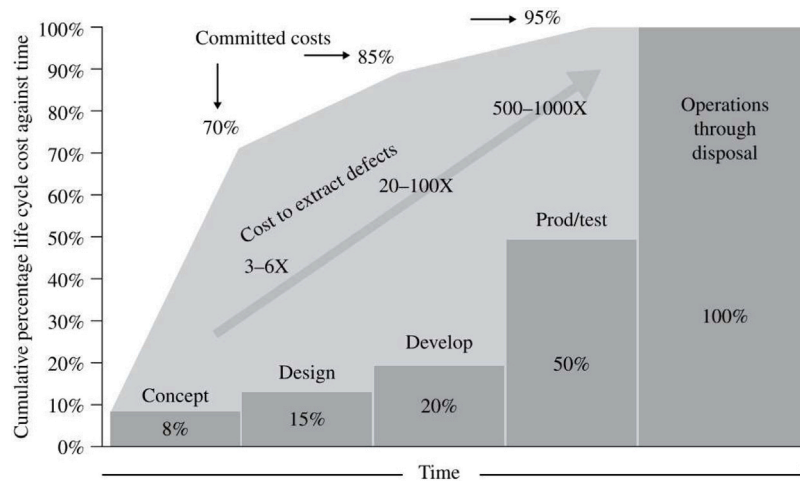 Cumulative percentage life cycle cost against time
100%
90%
80%
70%
60%
50%
40%
30%
20%
10%
0%
Committed costs
70%
85%
95%
Cost to extract defects
3–6X
20–100X
500–1000X
Concept
8%
Design
15%
Develop
20%
Prod/test
50%
Operations
through
disposal
100%
Time